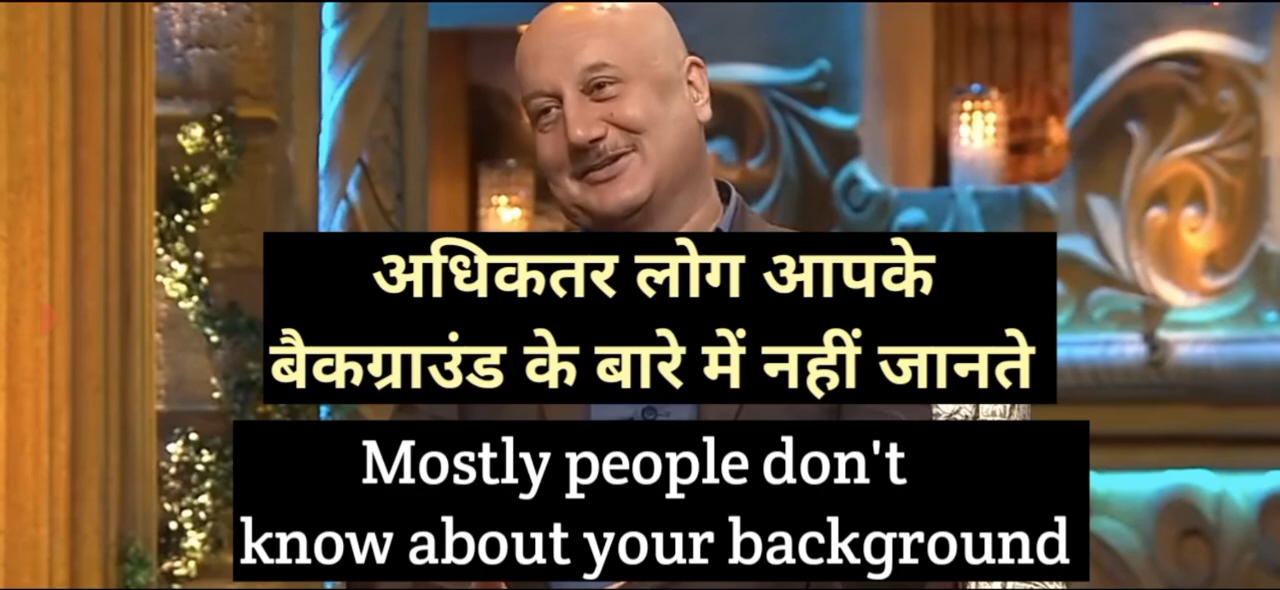 अधिकतर लोग आपके
बैकग्राउंड के बारे में नहीं जानते
Mostly people don't
know about your background